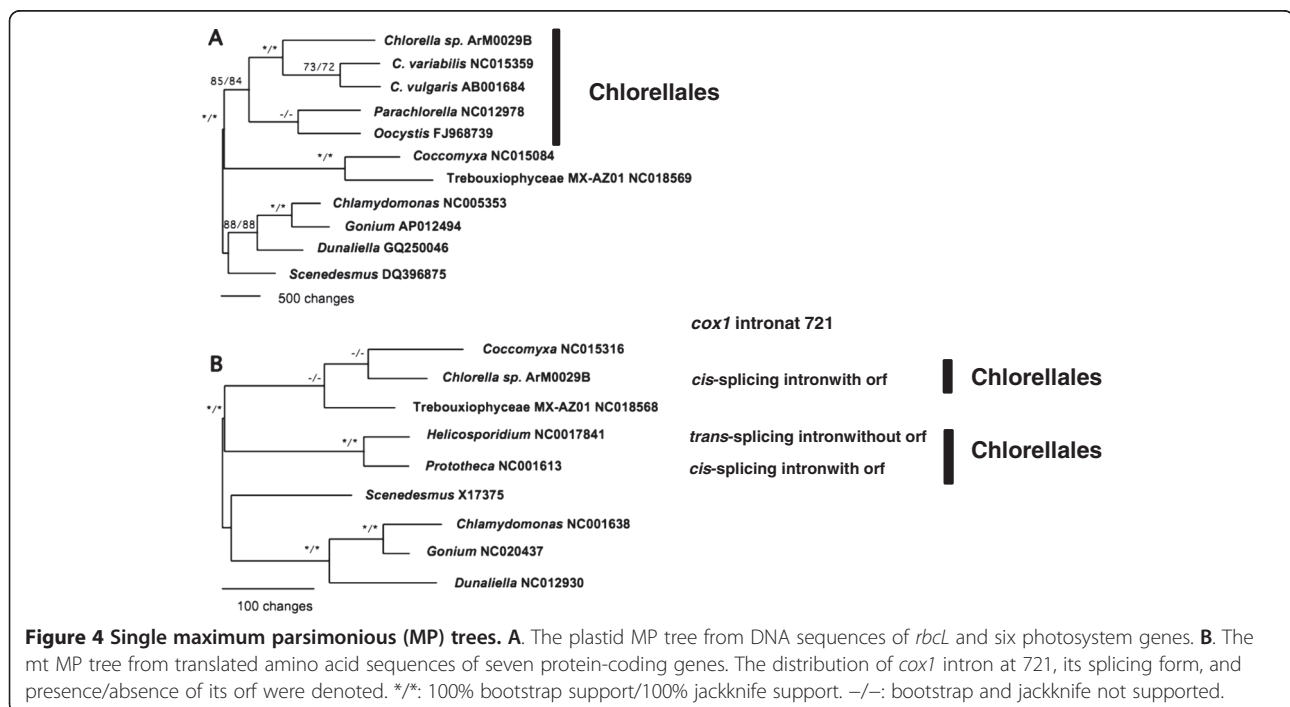 A
*/*
Chlorella sp. ArM0029B
73/72
C. variabilis NC015359
85/84
C. vulgaris AB001684
Chlorellales
-/-
Parachlorella NC012978
*/*
Oocystis FJ968739
*/*
Coccomyxa NC015084
Trebouxiophyceae MX-AZ01 NC018569
*/*
Chlamydomonas NC005353
88/88
Gonium AP012494
Dunaliella GQ250046
Scenedesmus DQ396875
500 changes
cox1 intronat 721
B
-/-
Coccomyxa NC015316
-/-
Chlorella sp. ArM0029B
cis-splicing intronwith orf
Chlorellales
*/*
Trebouxiophyceae MX-AZ01 NC018568
*/*
Helicosporidium NC0017841
trans-splicing intronwithout orf
Chlorellales
Prototheca NC001613
cis-splicing intronwith orf
Scenedesmus X17375
*/*
Chlamydomonas NC001638
*/*
Gonium NC020437
Dunaliella NC012930
100 changes
Figure 4 Single maximum parsimonious (MP) trees. A. The plastid MP tree from DNA sequences of rbcL and six photosystem genes. B. The
mt MP tree from translated amino acid sequences of seven protein-coding genes. The distribution of cox1 intron at 721, its splicing form, and
presence/absence of its orf were denoted. */*: 100% bootstrap support/100% jackknife support. –/–: bootstrap and jackknife not supported.